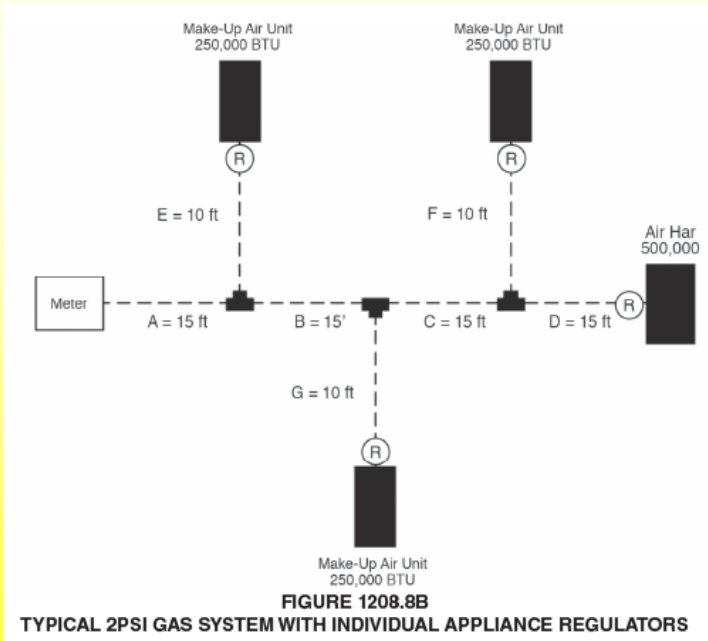 Make-Up Air Unit
250,000 BTU
Make-Up Air Unit
250,000 BTU
R
R
E = 10 ft
F = 10 ft
Air Har
500,000
Meter
R
A = 15 ft
B = 15'
C = 15 ft
D = 15 ft
G = 10 ft
R
Make-Up Air Unit
250,000 BTU
FIGURE 1208.8B
TYPICAL 2PSI GAS SYSTEM WITH INDIVIDUAL APPLIANCE REGULATORS